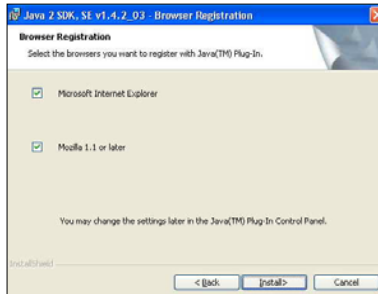 Java 2 SDK, SE v1.4.2_03 - Browser Registration
Browser Registration
Select the browsers you want to register with Java(TM) Plug-In.
Microsoft Internet Explorer
Mozilla 1.1 or later
You may change the settings later in the Java(TM) Plug-In Control Panel.
InstallShield
< Back
Install>
Cancel